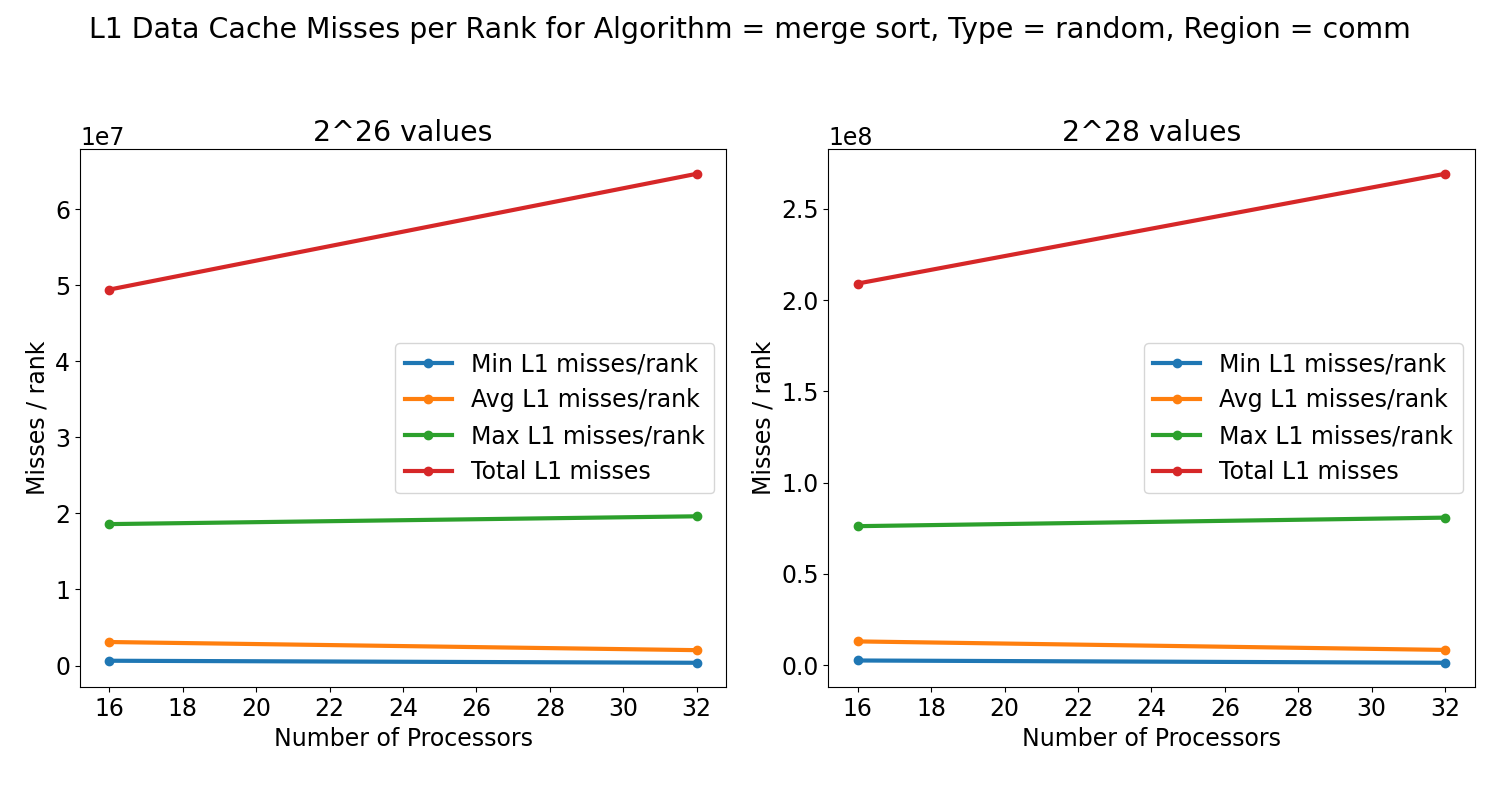 L1 Data Cache Misses per Rank for Algorithm = merge sort, Type = random, Region = comm
2^26 values
1e7
6
5
4
3
2
1
0
Misses / rank
Min L1 misses/rank
Avg L1 misses/rank
Max L1 misses/rank
Total L1 misses
16 18 20 22 24 26 28 30 32
Number of Processors
2^28 values
1e8
2.5
2.0
1.5
1.0
0.5
0.0
Misses / rank
Min L1 misses/rank
Avg L1 misses/rank
Max L1 misses/rank
Total L1 misses
16 18 20 22 24 26 28 30 32
Number of Processors